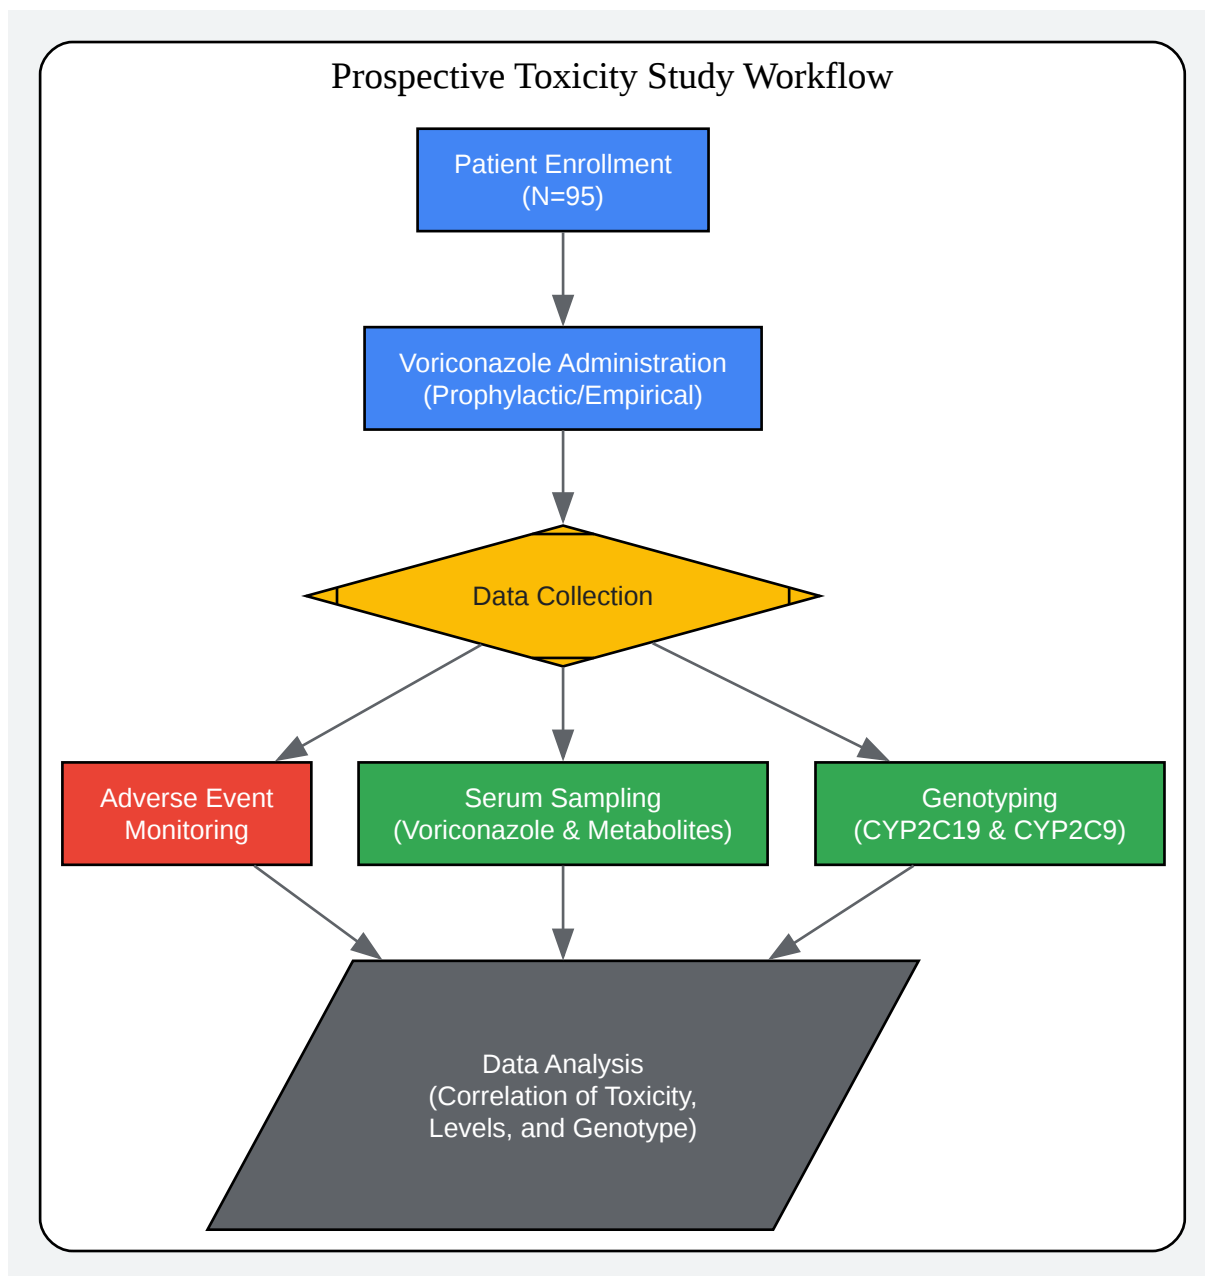 Prospective Toxicity Study Workflow
Patient Enrollment
(N=95)
Voriconazole Administration
(Prophylactic/Empirical)
Data Collection
Adverse Event
Monitoring
Serum Sampling
(Voriconazole & Metabolites)
Genotyping
(CYP2C19 & CYP2C9)
Data Analysis
(Correlation of Toxicity,
Levels, and Genotype)